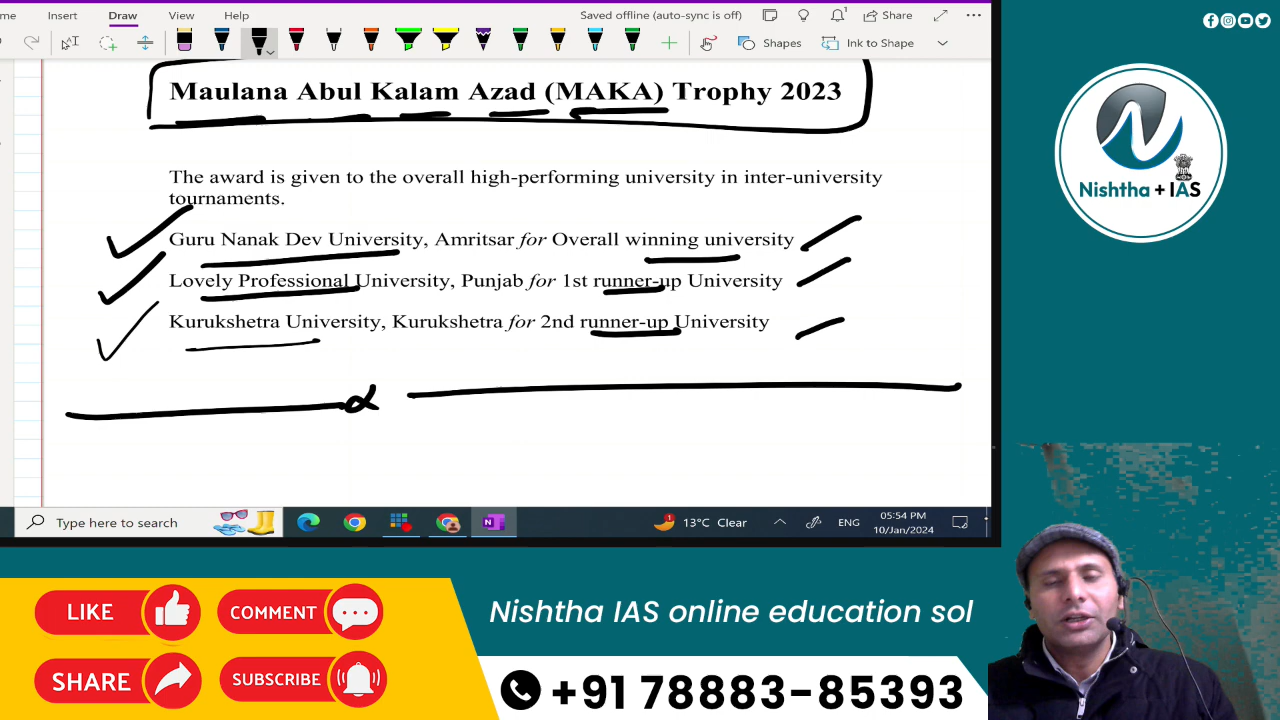 me Insert Draw View Help Saved offline (auto-sync is off) Share
Shapes Ink to Shape
Maulana Abul Kalam Azad (MAKA) Trophy 2023
The award is given to the overall high-performing university in inter-university
tournaments.
Guru Nanak Dev University, Amritsar for Overall winning university
Lovely Professional University, Punjab for 1st runner-up University
Kurukshetra University, Kurukshetra for 2nd runner-up University
Type here to search
13°C Clear
ENG
05:54 PM
10/Jan/2024
N
Nishtha + IAS
LIKE
COMMENT
SHARE
SUBSCRIBE
Nishtha IAS online education sol
+91 78883-85393